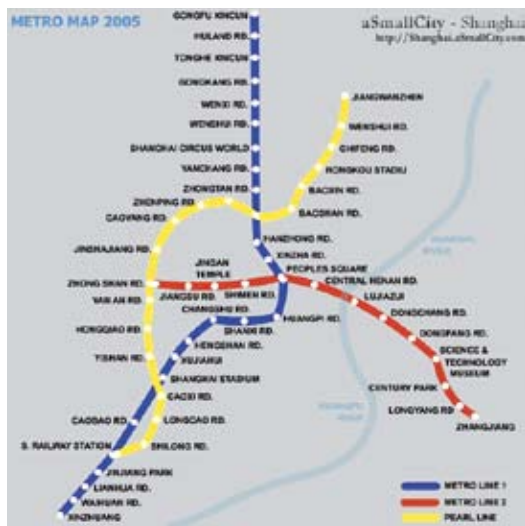 METRO MAP 2005
aSmallCity - Shanghai
http://Shanghai.aSmallCity.com
GONGFU XINCUN
HULAND RD.
TONGHE XINCUN
GONGKANG RD.
WENXI RD.
WENSHUI RD.
SHANGHAI CIRCUS WORLD
YANCHANG RD.
ZHONGTAN RD.
ZHENPING RD.
CAOYANG RD.
JINSHAJIANG RD.
ZHONG SHAN RD.
YAN AN RD.
HONGQIAO RD.
YISHAN RD.
JIANGWANZHEN
WENSHUI RD.
CHIFENG RD.
HONGKOU STADIU
BAOXIN RD.
BAOSHAN RD.
HANZHONG RD.
XINZHA RD.
PEOPLES SQUARE
JINGAN
TEMPLE
JIANGSU RD.
SHIMEN RD.
CENTRAL HENAN RD.
LUJIAZUI
DONGCHANG RD.
DONGFANG RD.
SCIENCE &
TECHNOLOGY
MUSEUM
CENTURY PARK
LONGYANG RD.
ZHANGJIANG
CHANGSHU RD.
SHANXI RD.
HUANGPI RD.
HENGSHAN RD.
XUJIAHUI
SHANGHAI STADIUM
CAOXI RD.
CAOBAO RD.
LONGCAO RD.
S. RAILWAY STATION
SHILONG RD.
JINJIANG PARK
LIANHUA RD.
WAIHUAN RD.
XINZHUANG
METRO LINE 1
METRO LINE 2
PEARL LINE